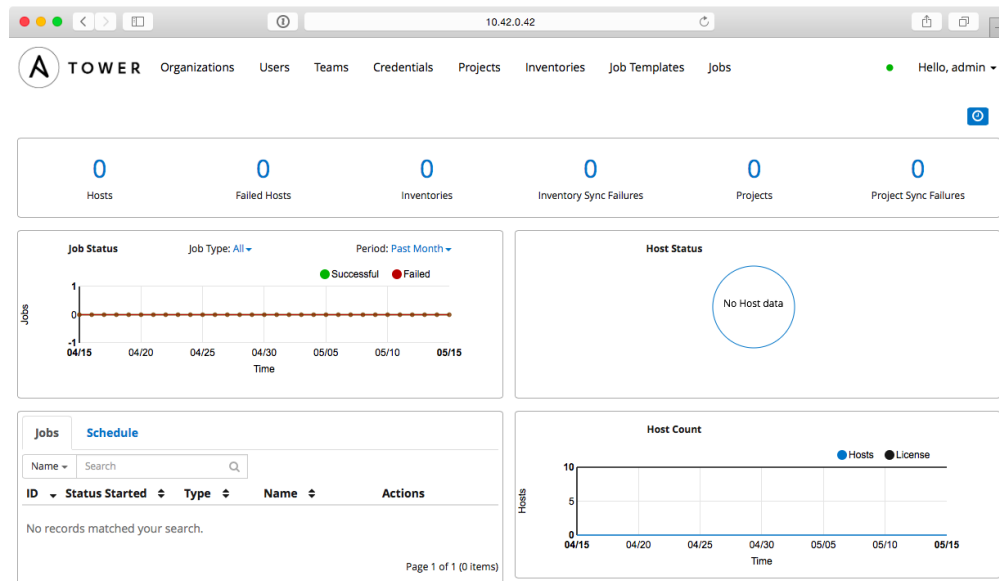 10.42.0.42
TOWER Organizations Users Teams Credentials Projects Inventories Job Templates Jobs Hello, admin
0 0 0 0 0 0
Hosts Failed Hosts Inventories Inventory Sync Failures Projects Project Sync Failures
Job Status Job Type: All Period: Past Month
Successful Failed
1
0
-1
Jobs
04/15 04/20 04/25 04/30 05/05 05/10 05/15
Time
Host Status
No Host data
Jobs Schedule
Name Search
ID Status Started Type Name Actions
No records matched your search.
Page 1 of 1 (0 items)
Host Count
Hosts License
10
5
0
Hosts
04/15 04/20 04/25 04/30 05/05 05/10 05/15
Time